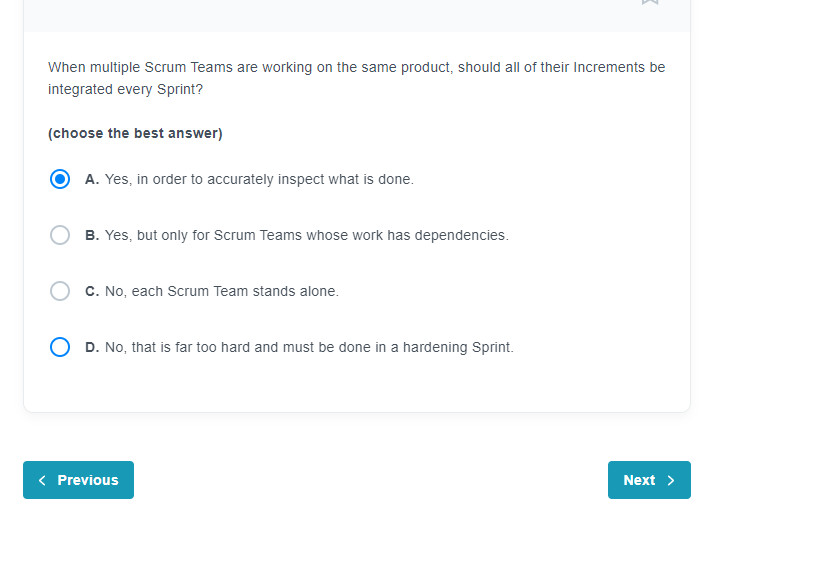 When multiple Scrum Teams are working on the same product, should all of their Increments be
integrated every Sprint?
(choose the best answer)
A. Yes, in order to accurately inspect what is done.
B. Yes, but only for Scrum Teams whose work has dependencies.
C. No, each Scrum Team stands alone.
D. No, that is far too hard and must be done in a hardening Sprint.
Previous
Next